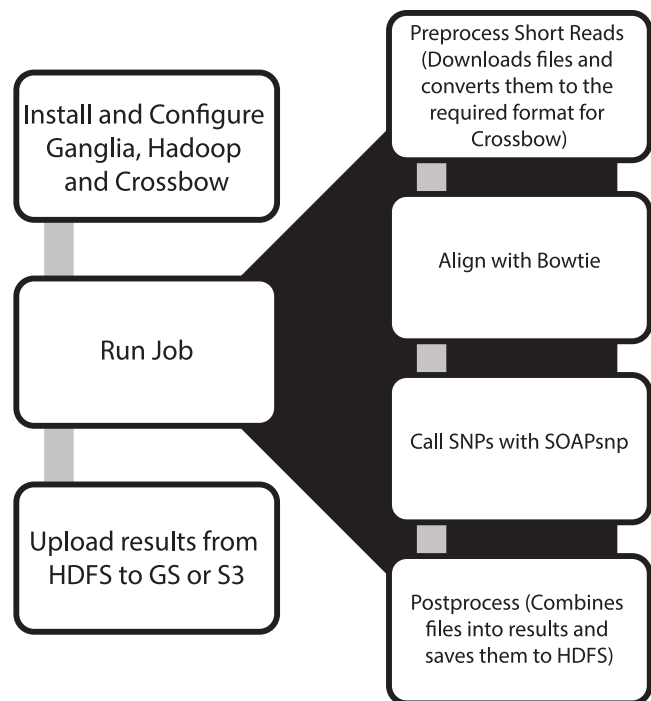 Install and Configure
Ganglia, Hadoop
and Crossbow
Run Job
Upload results from
HDFS to GS or S3
Preprocess Short Reads
(Downloads files and
converts them to the
required format for
Crossbow)
Align with Bowtie
Call SNPs with SOAPsnp
Postprocess (Combines
files into results and
saves them to HDFS)